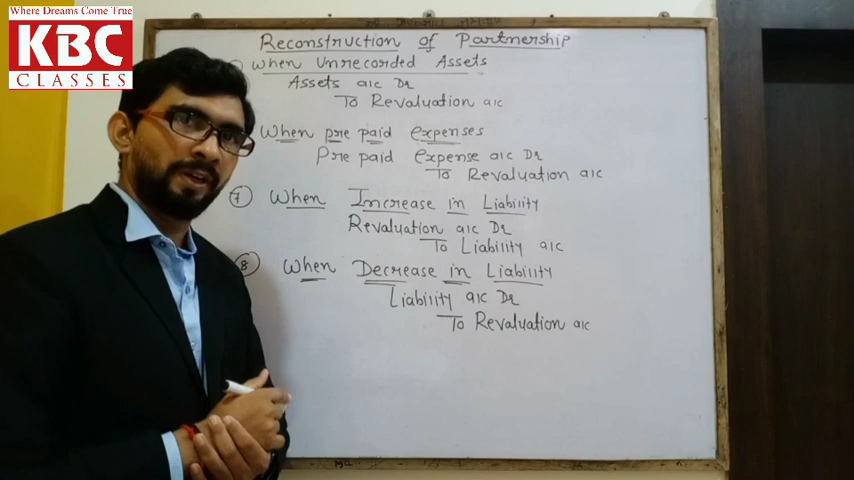 Where Dreams Come True
KBC
CLASSES
Reconstruction of Partnership
When Unrecorded Assets
Assets a/c Dr
To Revaluation a/c
When pre paid expenses
Pre paid expense a/c Dr
To Revaluation a/c
7 When Increase in Liability
Revaluation a/c Dr
To Liability a/c
8 When Decrease in Liability
Liability a/c Dr
To Revaluation a/c